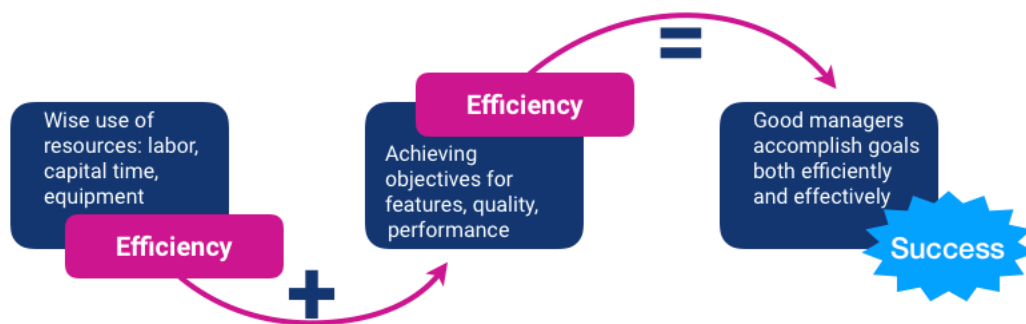 Wise use of
resources: labor,
capital time,
equipment
Efficiency
+
Efficiency
Achieving
objectives for
features, quality,
performance
=
Good managers
accomplish goals
both efficiently
and effectively
Success